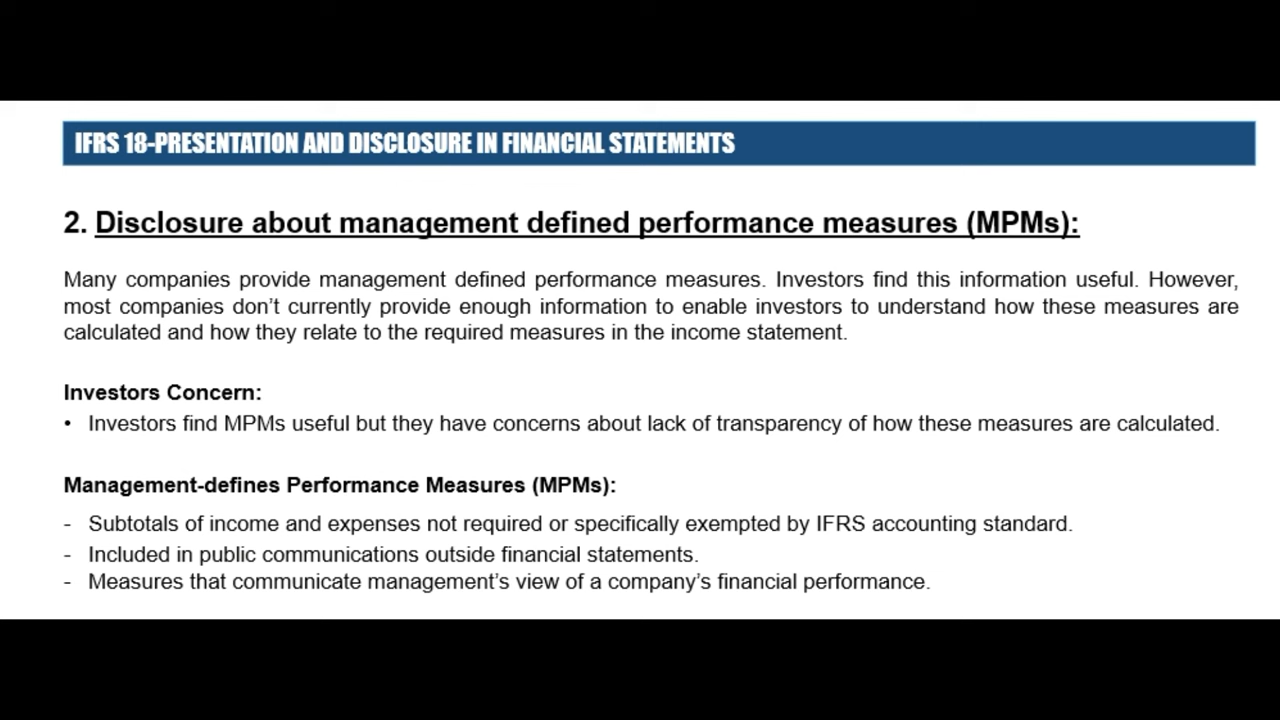 IFRS 18-PRESENTATION AND DISCLOSURE IN FINANCIAL STATEMENTS
2. Disclosure about management defined performance measures (MPMs):
Many companies provide management defined performance measures. Investors find this information useful. However,
most companies don’t currently provide enough information to enable investors to understand how these measures are
calculated and how they relate to the required measures in the income statement.
Investors Concern:
• Investors find MPMs useful but they have concerns about lack of transparency of how these measures are calculated.
Management-defines Performance Measures (MPMs):
- Subtotals of income and expenses not required or specifically exempted by IFRS accounting standard.
- Included in public communications outside financial statements.
- Measures that communicate management’s view of a company’s financial performance.